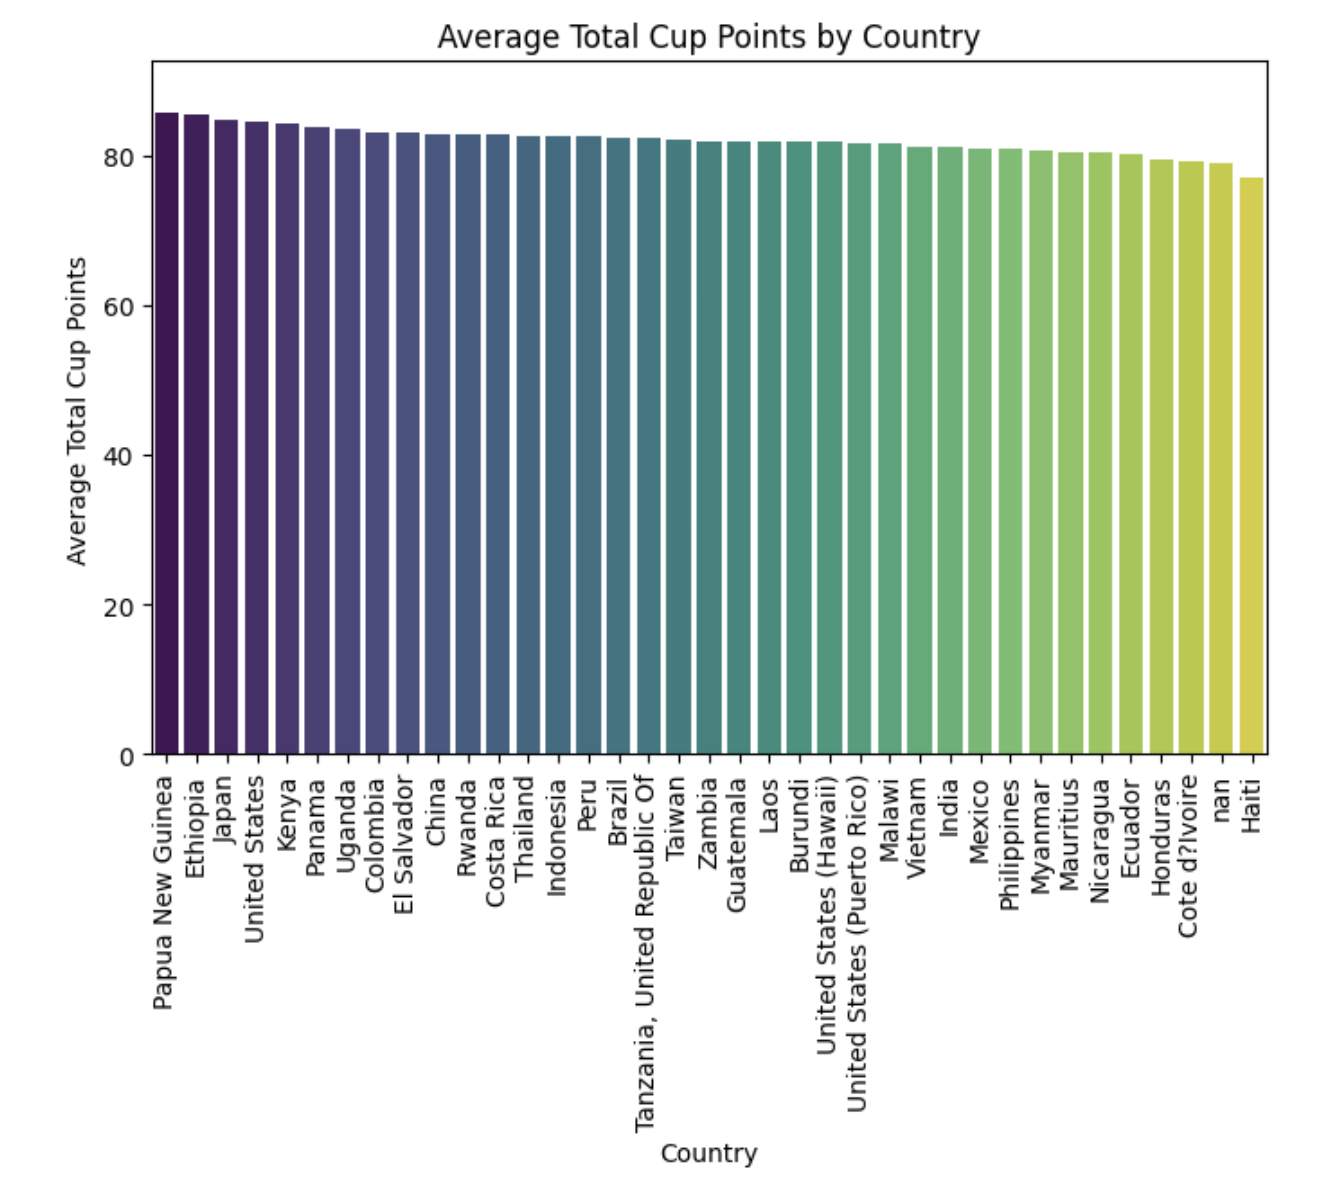 Average Total Cup Points by Country
Average Total Cup Points
80
60
40
20
0
Papua New Guinea
Ethiopia
Japan
United States
Kenya
Panama
Uganda
Colombia
El Salvador
China
Rwanda
Costa Rica
Thailand
Indonesia
Peru
Brazil
Tanzania, United Republic Of
Taiwan
Zambia
Guatemala
Laos
Burundi
United States (Hawaii)
United States (Puerto Rico)
Malawi
Vietnam
India
Mexico
Philippines
Myanmar
Mauritius
Nicaragua
Ecuador
Honduras
Cote d?Ivoire
nan
Haiti
Country